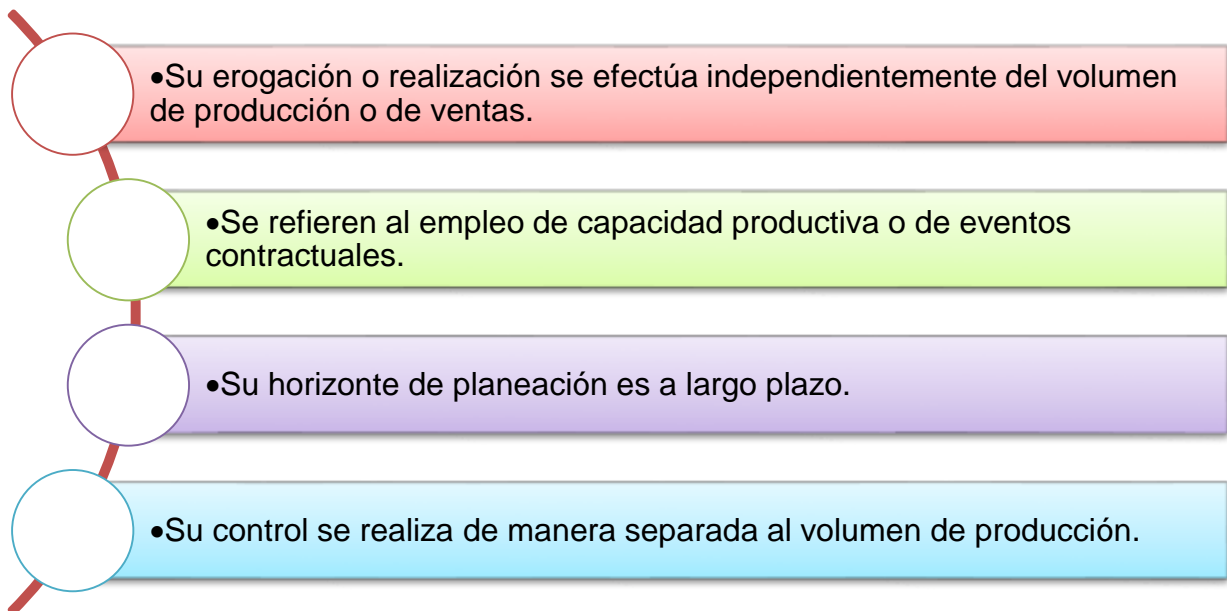 •Su erogación o realización se efectúa independientemente del volumen
de producción o de ventas.
•Se refieren al empleo de capacidad productiva o de eventos
contractuales.
•Su horizonte de planeación es a largo plazo.
•Su control se realiza de manera separada al volumen de producción.